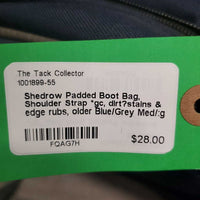 The Tack Collector
1001899-55
Shedrow Padded Boot Bag,
Shoulder Strap *gc, dirt?stains &
edge rubs, older Blue/Grey Med/:g
$28.00
FQAG7H